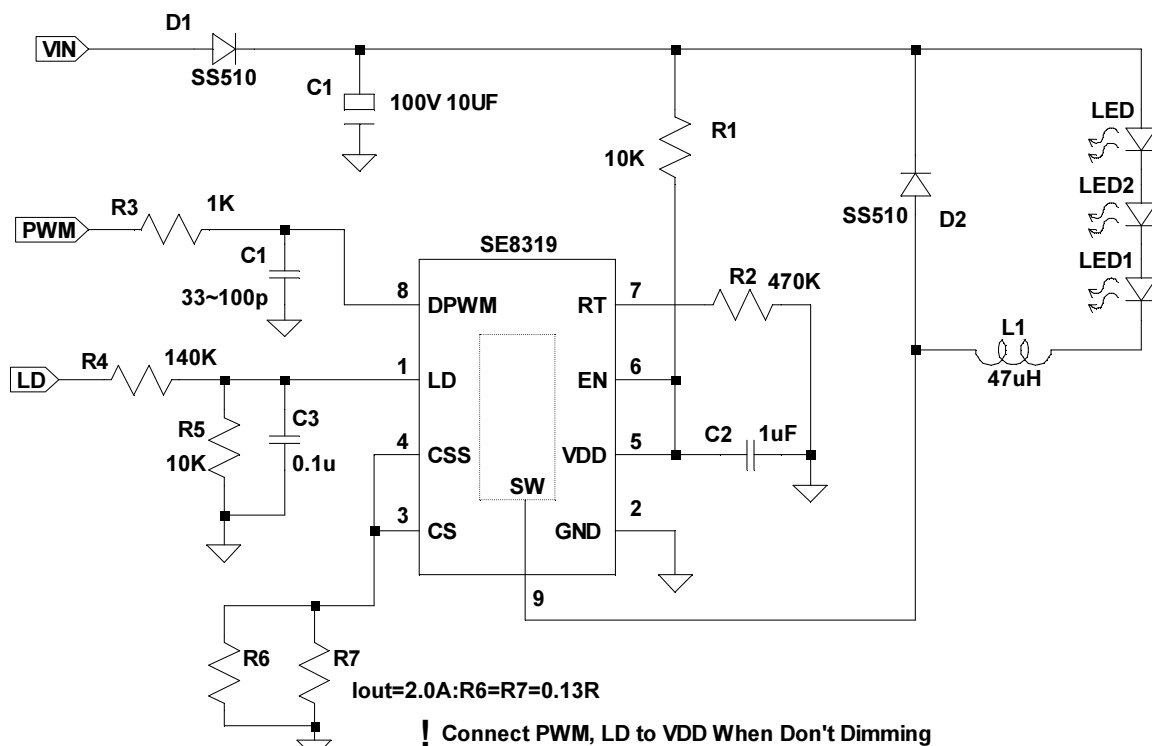 D1
VIN
SS510
C1
100V 10UF
R1
10K
LED
LED2
LED1
SS510
D2
R3
1K
PWM
C1
33~100p
SE8319
8
DPWM
RT
7
R2
470K
L1
47uH
R4
140K
LD
1
LD
EN
6
R5
10K
C3
0.1u
4
CSS
VDD
5
C2
1uF
SW
3
CS
GND
2
9
R6
R7
Iout=2.0A:R6=R7=0.13R
! Connect PWM, LD to VDD When Don't Dimming